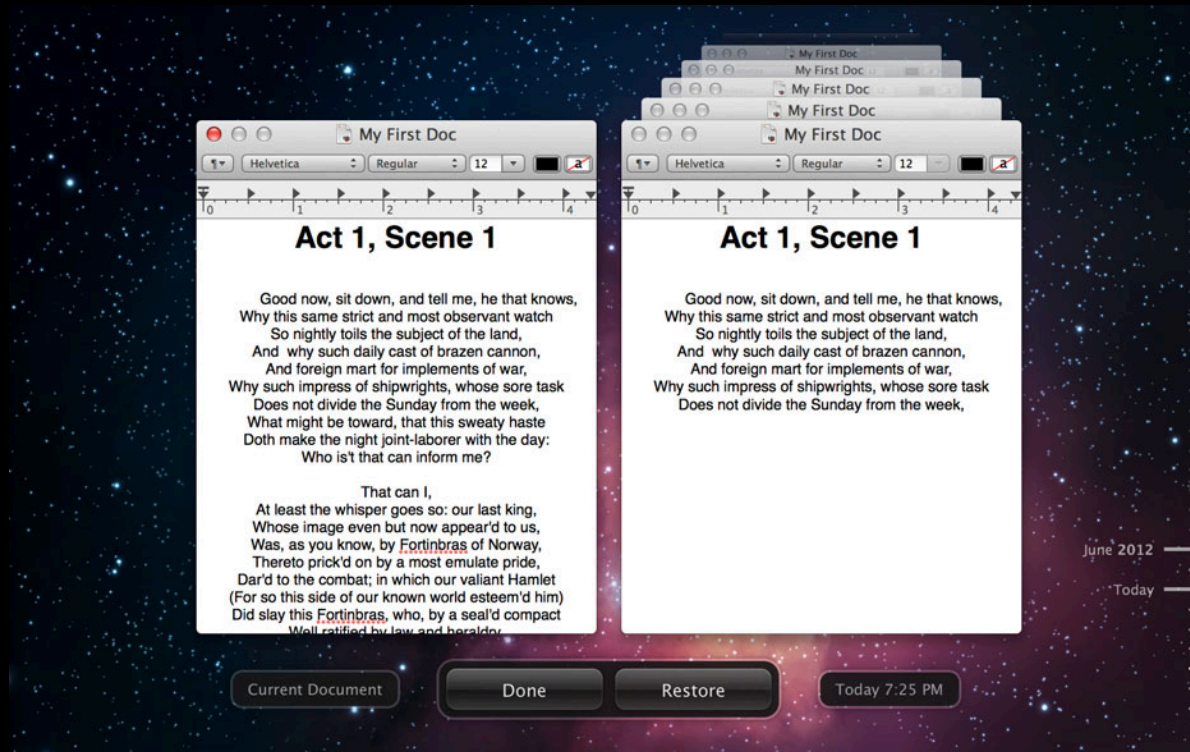 My First Doc
My First Doc
My First Doc
My First Doc
My First Doc
Helvetica Regular 12 a
0 1 2 3 4
Act 1, Scene 1
Good now, sit down, and tell me, he that knows,
Why this same strict and most observant watch
So nightly toils the subject of the land,
And why such daily cast of brazen cannon,
And foreign mart for implements of war,
Why such impress of shipwrights, whose sore task
Does not divide the Sunday from the week,
What might be toward, that this sweaty haste
Doth make the night joint-laborer with the day:
Who is't that can inform me?
That can I,
At least the whisper goes so: our last king,
Whose image even but now appear'd to us,
Was, as you know, by Fortinbras of Norway,
Thereto prick'd on by a most emulate pride,
Dar'd to the combat; in which our valiant Hamlet
(For so this side of our known world esteem'd him)
Did slay this Fortinbras, who, by a seal'd compact
Well ratified by law and heraldry
My First Doc
Helvetica Regular 12 a
0 1 2 3 4
Act 1, Scene 1
Good now, sit down, and tell me, he that knows,
Why this same strict and most observant watch
So nightly toils the subject of the land,
And why such daily cast of brazen cannon,
And foreign mart for implements of war,
Why such impress of shipwrights, whose sore task
Does not divide the Sunday from the week,
June 2012
Today
Current Document
Done
Restore
Today 7:25 PM